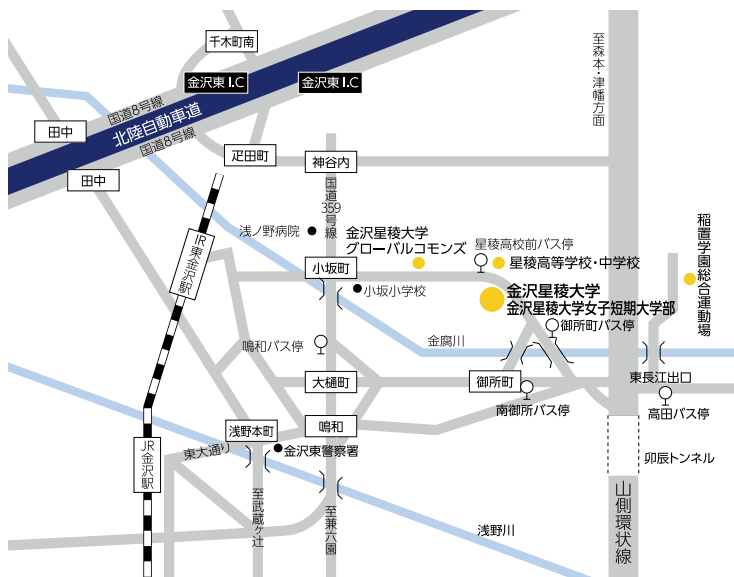 千木町南
金沢東 I.C
金沢東 I.C
国道8号線
北陸自動車道
国道8号線
田中
田中
疋田町
神谷内
至森本・津幡方面
国道359号線
浅ノ野病院
金沢星稜大学
グローバルコモンズ
星稜高校前バス停
星稜高等学校・中学校
稲置学園総合運動場
IR東金沢駅
小坂町
小坂小学校
金沢星稜大学
金沢星稜大学女子短期大学部
御所町バス停
鳴和バス停
金腐川
大樋町
御所町
東長江出口
南御所バス停
高田バス停
浅野本町
鳴和
東大通り
金沢東警察署
JR金沢駅
卯辰トンネル
至武蔵ヶ辻
至兼六園
浅野川
山側環状線